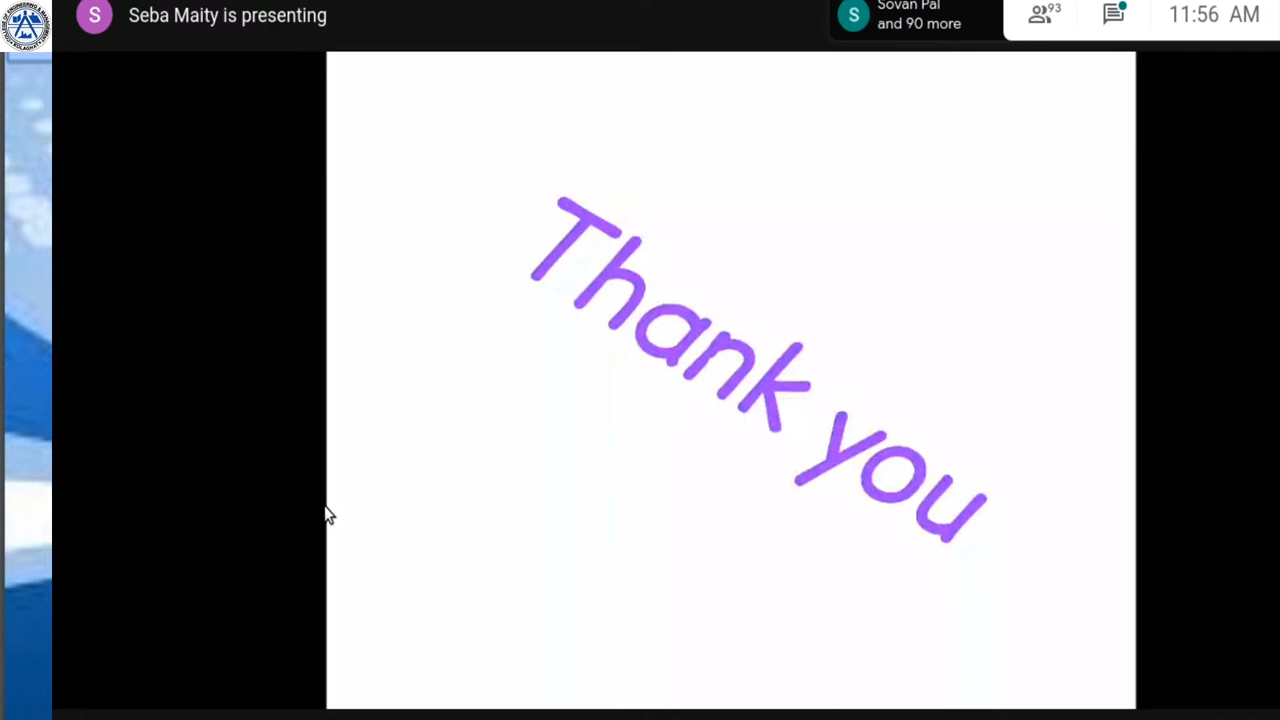 Seba Maity is presenting
S
S
Sovan Pal
and 90 more
93
11:56 AM
Thank you